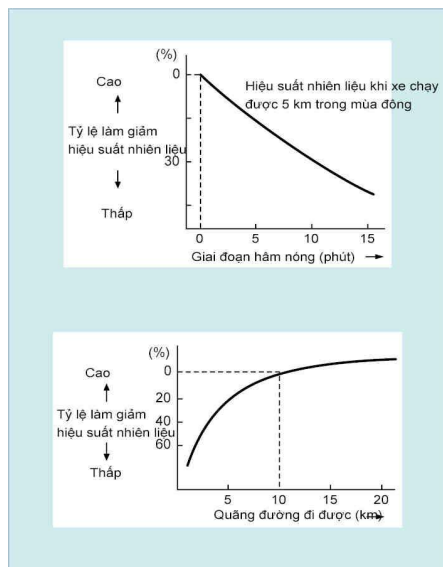 (%)
Cao
0
Hiệu suất nhiên liệu khi xe chạy
được 5 km trong mùa đông
Tỷ lệ làm giảm
hiệu suất nhiên liệu
30
Thấp
0
5
10
15
Giai đoạn hâm nóng (phút)
(%)
Cao
0
20
Tỷ lệ làm giảm
hiệu suất nhiên liệu
40
60
Thấp
5
10
20
Quãng đường đi được (km)